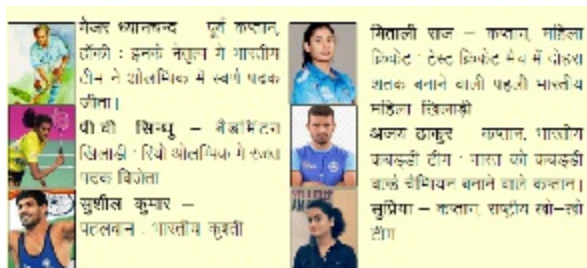 मेजर ध्यानचन्द पूर्व कप्तान,
हॉकी : इनके नेतृत्व में भारतीय
टीम ने ओलम्पिक में स्वर्ण पदक
जीता।
पी वी सिन्धु – बैडमिंटन
खिलाड़ी : रियो ओलम्पिक में रजत
पदक विजेता
सुशील कुमार –
पहलवान : भारतीय कुश्ती
मिताली राज – कप्तान, महिला
क्रिकेट : टेस्ट क्रिकेट मैच में दोहरा
शतक बनाने वाली पहली भारतीय
महिला खिलाड़ी
अजय ठाकुर कप्तान, भारतीय
कबड्डी टीम : भारत को कबड्डी
वर्ल्ड चैम्पियन बनाने वाले कप्तान।
सुप्रिया – कप्तान, राष्ट्रीय खो–खो
टीम